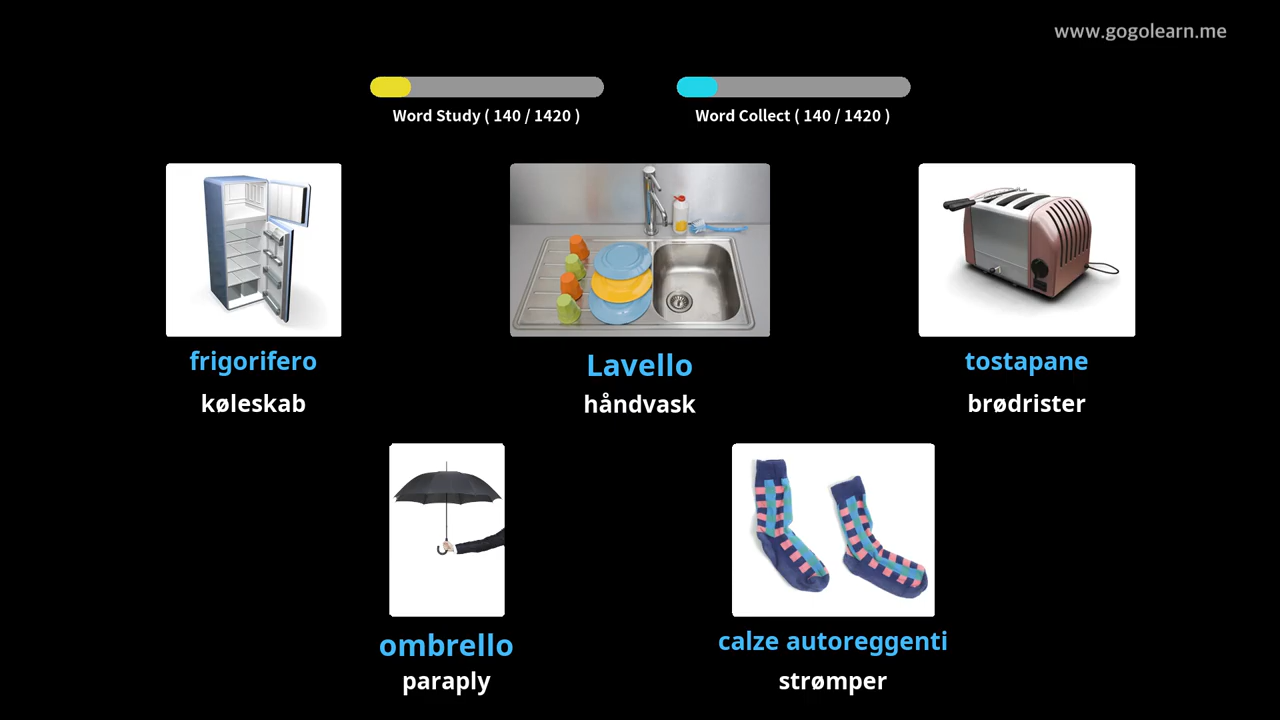 www.gogolearn.me
Word Study ( 140 / 1420 )
Word Collect ( 140 / 1420 )
frigorifero
køleskab
Lavello
håndvask
tostapane
brødrister
ombrello
paraply
calze autoreggenti
strømper